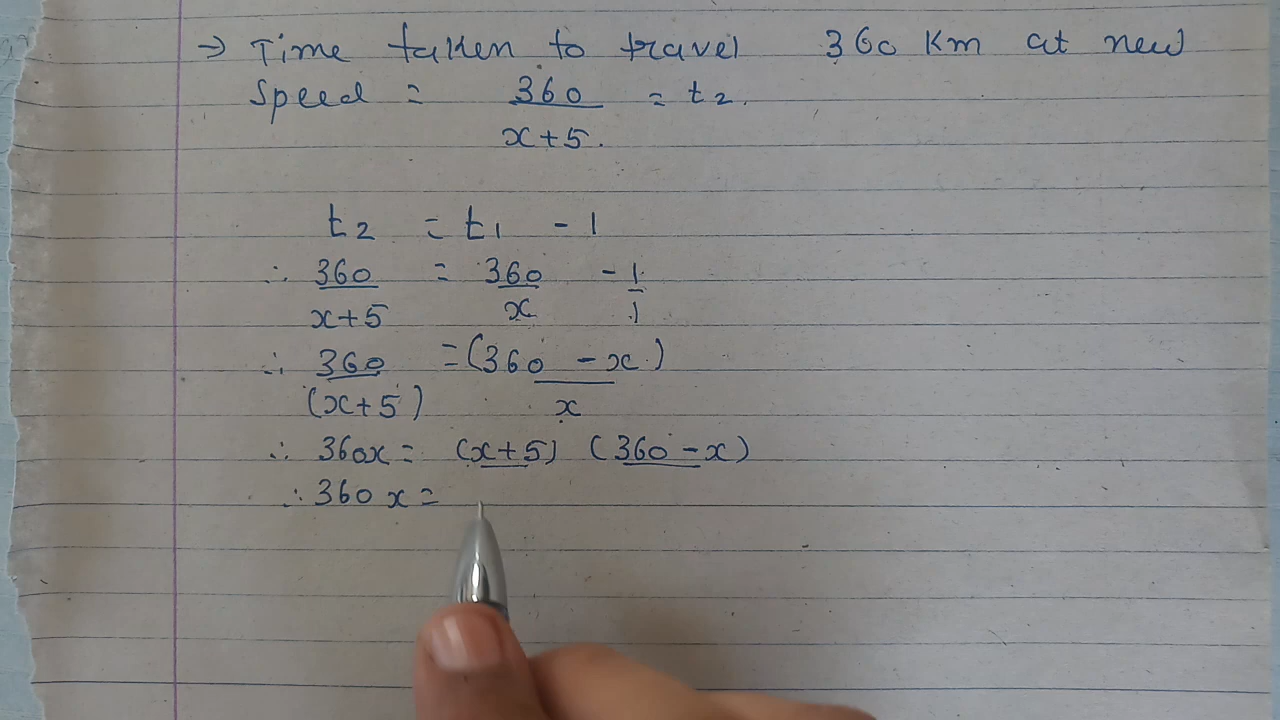 → Time taken to travel 360 Km at new
Speed = 360/x+5. = t2.
t2 = t1 - 1
∴ 360/x+5 = 360/x - 1/1
∴ 360/(x+5) = (360 - x)/x
∴ 360x = (x+5) (360 - x)
∴ 360x =